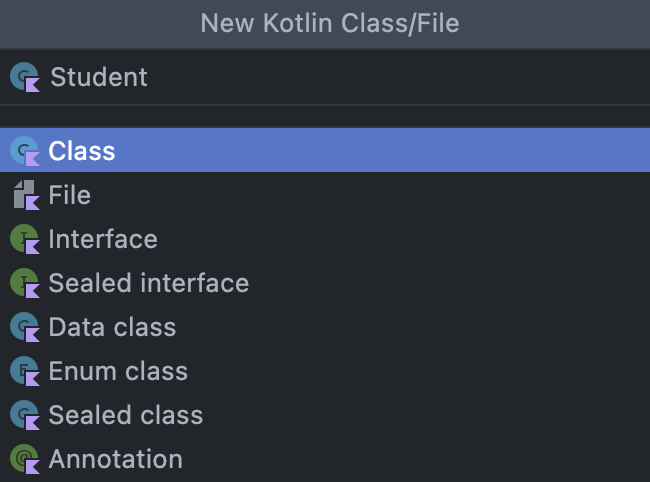 New Kotlin Class/File
Student
Class
File
Interface
Sealed interface
Data class
Enum class
Sealed class
Annotation